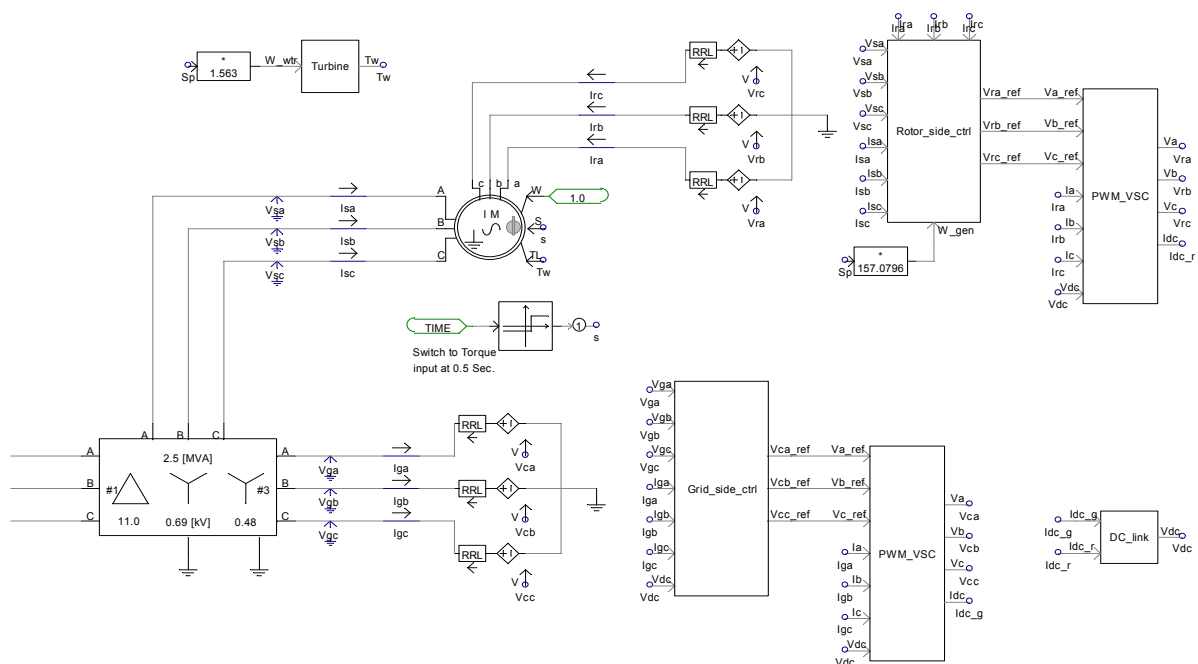 *
1.563
Sp
W_wtr
Turbine
Tw
Tw
RRL
V
Vrc
Irc
RRL
V
Vrb
Irb
RRL
V
Vra
Ira
c b a
I M
W
1.0
S
s
TL
Tw
A
B
C
Vsa
Isa
Vsb
Isb
Vsc
Isc
TIME
1
s
Switch to Torque
input at 0.5 Sec.
Ira Irb Irc
Ira Irb Irc
Vsa
Vsa
Vsb
Vsb
Vsc
Vsc
Isa
Isa
Isb
Isb
Isc
Isc
Rotor_side_ctrl
Vra_ref
Vrb_ref
Vrc_ref
W_gen
*
157.0796
Sp
Va_ref
Vb_ref
Vc_ref
Ia
Ira
Ib
Irb
Ic
Irc
Vdc
Vdc
PWM_VSC
Va
Vra
Vb
Vrb
Vc
Vrc
Idc
Idc_r
A B C
A
B
C
2.5 [MVA]
#1
#3
11.0
0.69 [kV]
0.48
A
B
C
Vga
Iga
Vgb
Igb
Vgc
Igc
RRL
V
Vca
RRL
V
Vcb
RRL
V
Vcc
Vga
Vga
Vgb
Vgb
Vgc
Vgc
Iga
Iga
Igb
Igb
Igc
Igc
Vdc
Vdc
Grid_side_ctrl
Vca_ref
Vcb_ref
Vcc_ref
Va_ref
Vb_ref
Vc_ref
Ia
Iga
Ib
Igb
Ic
Igc
Vdc
Vdc
PWM_VSC
Va
Vca
Vb
Vcb
Vc
Vcc
Idc
Idc_g
Idc_g
Idc_g
Idc_r
Idc_r
DC_link
Vdc
Vdc